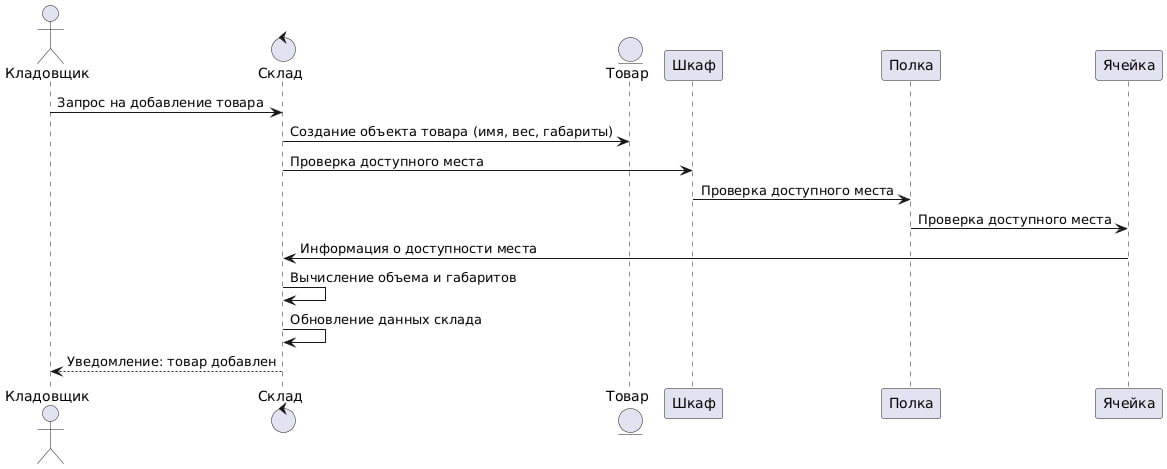 Кладовщик
Склад
Товар
Шкаф
Полка
Ячейка
Запрос на добавление товара
Создание объекта товара (имя, вес, габариты)
Проверка доступного места
Проверка доступного места
Проверка доступного места
Информация о доступности места
Вычисление объема и габаритов
Обновление данных склада
Уведомление: товар добавлен
Кладовщик
Склад
Товар
Шкаф
Полка
Ячейка